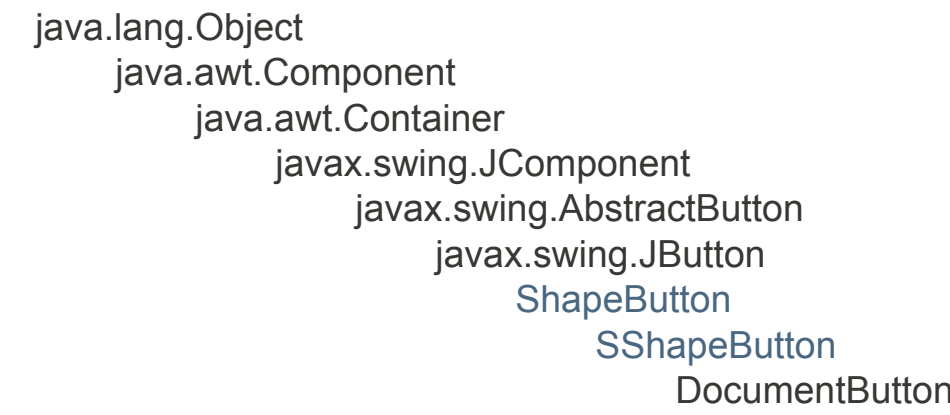 java.lang.Object
java.awt.Component
java.awt.Container
javax.swing.JComponent
javax.swing.AbstractButton
javax.swing.JButton
ShapeButton
SShapeButton
DocumentButton